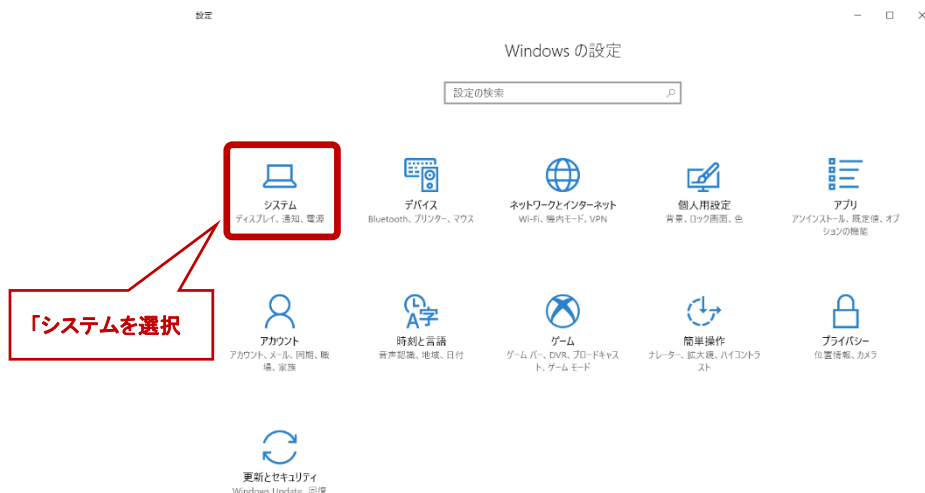 設定
Windows の設定
設定の検索
システム
ディスプレイ、通知、電源
デバイス
Bluetooth、プリンター、マウス
ネットワークとインターネット
Wi-Fi、機内モード、VPN
個人用設定
背景、ロック画面、色
アプリ
アンインストール、既定値、オプ
ションの機能
「システムを選択
アカウント
アカウント、メール、同期、職
場、家族
時刻と言語
音声認識、地域、日付
ゲーム
ゲーム バー、DVR、ブロードキャス
ト、ゲーム モード
簡単操作
ナレーター、拡大鏡、ハイコントラ
スト
プライバシー
位置情報、カメラ
更新とセキュリティ
Windows Update、回復